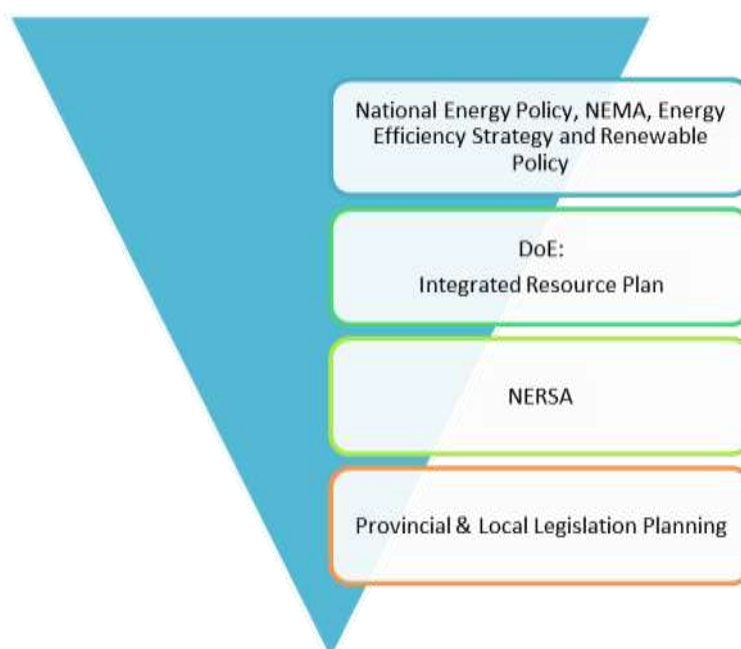 National Energy Policy, NEMA, Energy
Efficiency Strategy and Renewable
Policy
DoE:
Integrated Resource Plan
NERSA
Provincial & Local Legislation Planning